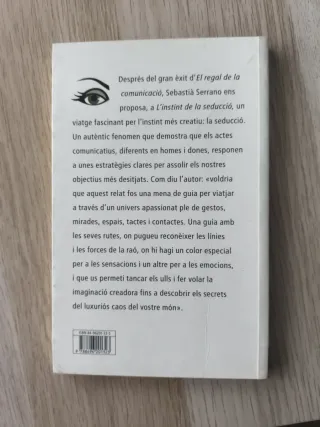 Després del gran èxit d'El regal de la
comunicació, Sebastià Serrano ens
proposa, a L'instint de la seducció, un
viatge fascinant per l'instint més creatiu: la seducció.
Un autèntic fenomen que demostra que els actes
comunicatius, diferents en homes i dones, responen
a unes estratègies clares per assolir els nostres
objectius més desitjats. Com diu l'autor: «voldria
que aquest relat fos una mena de guia per viatjar
a través d'un univers apassionat ple de gestos,
mirades, espais, tactes i contactes. Una guia amb
les seves rutes, on pugueu reconèixer les línies
i les forces de la raó, on hi hagi un color especial
per a les sensacions i un altre per a les emocions,
i que us permeti tancar els ulls i fer volar la
imaginació creadora fins a descobrir els secrets
del luxuriós caos del vostre món».